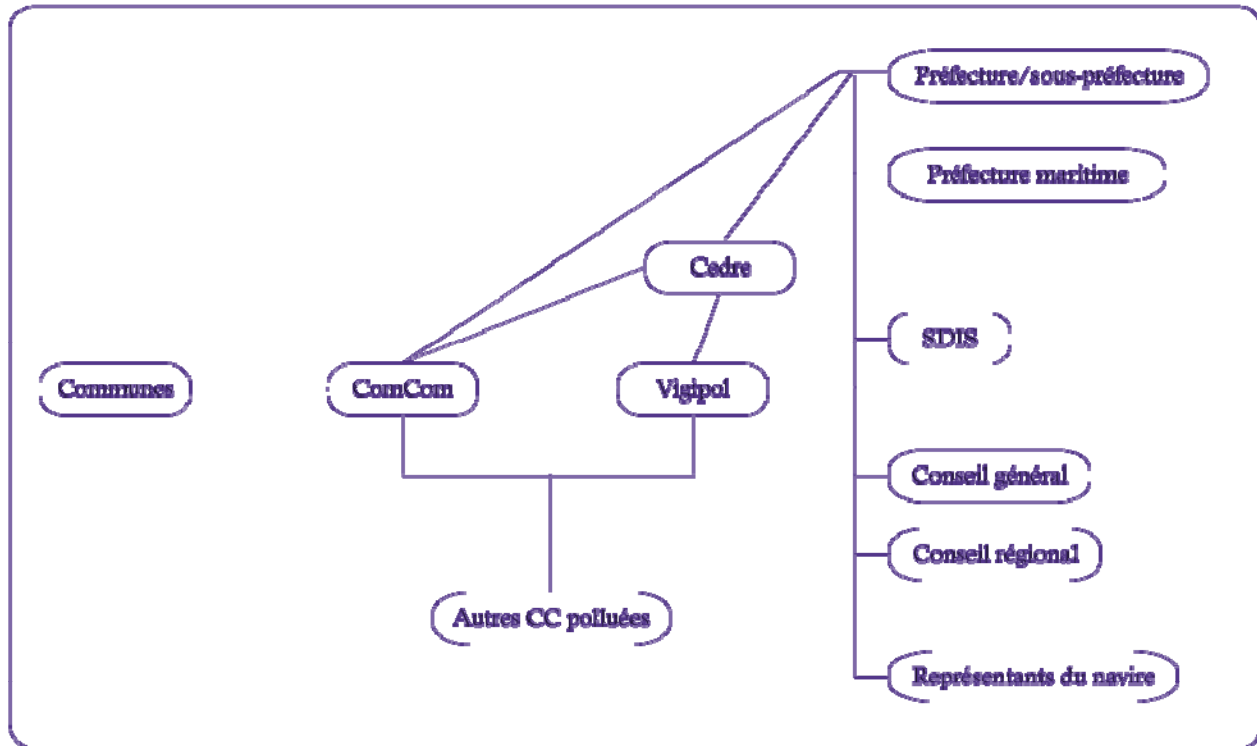 Préfecture/sous-préfecture
Préfecture maritime
Cedre
SDIS
Communes
ComCom
Vigipol
Conseil général
Conseil régional
Autres CC polluées
Représentants du navire